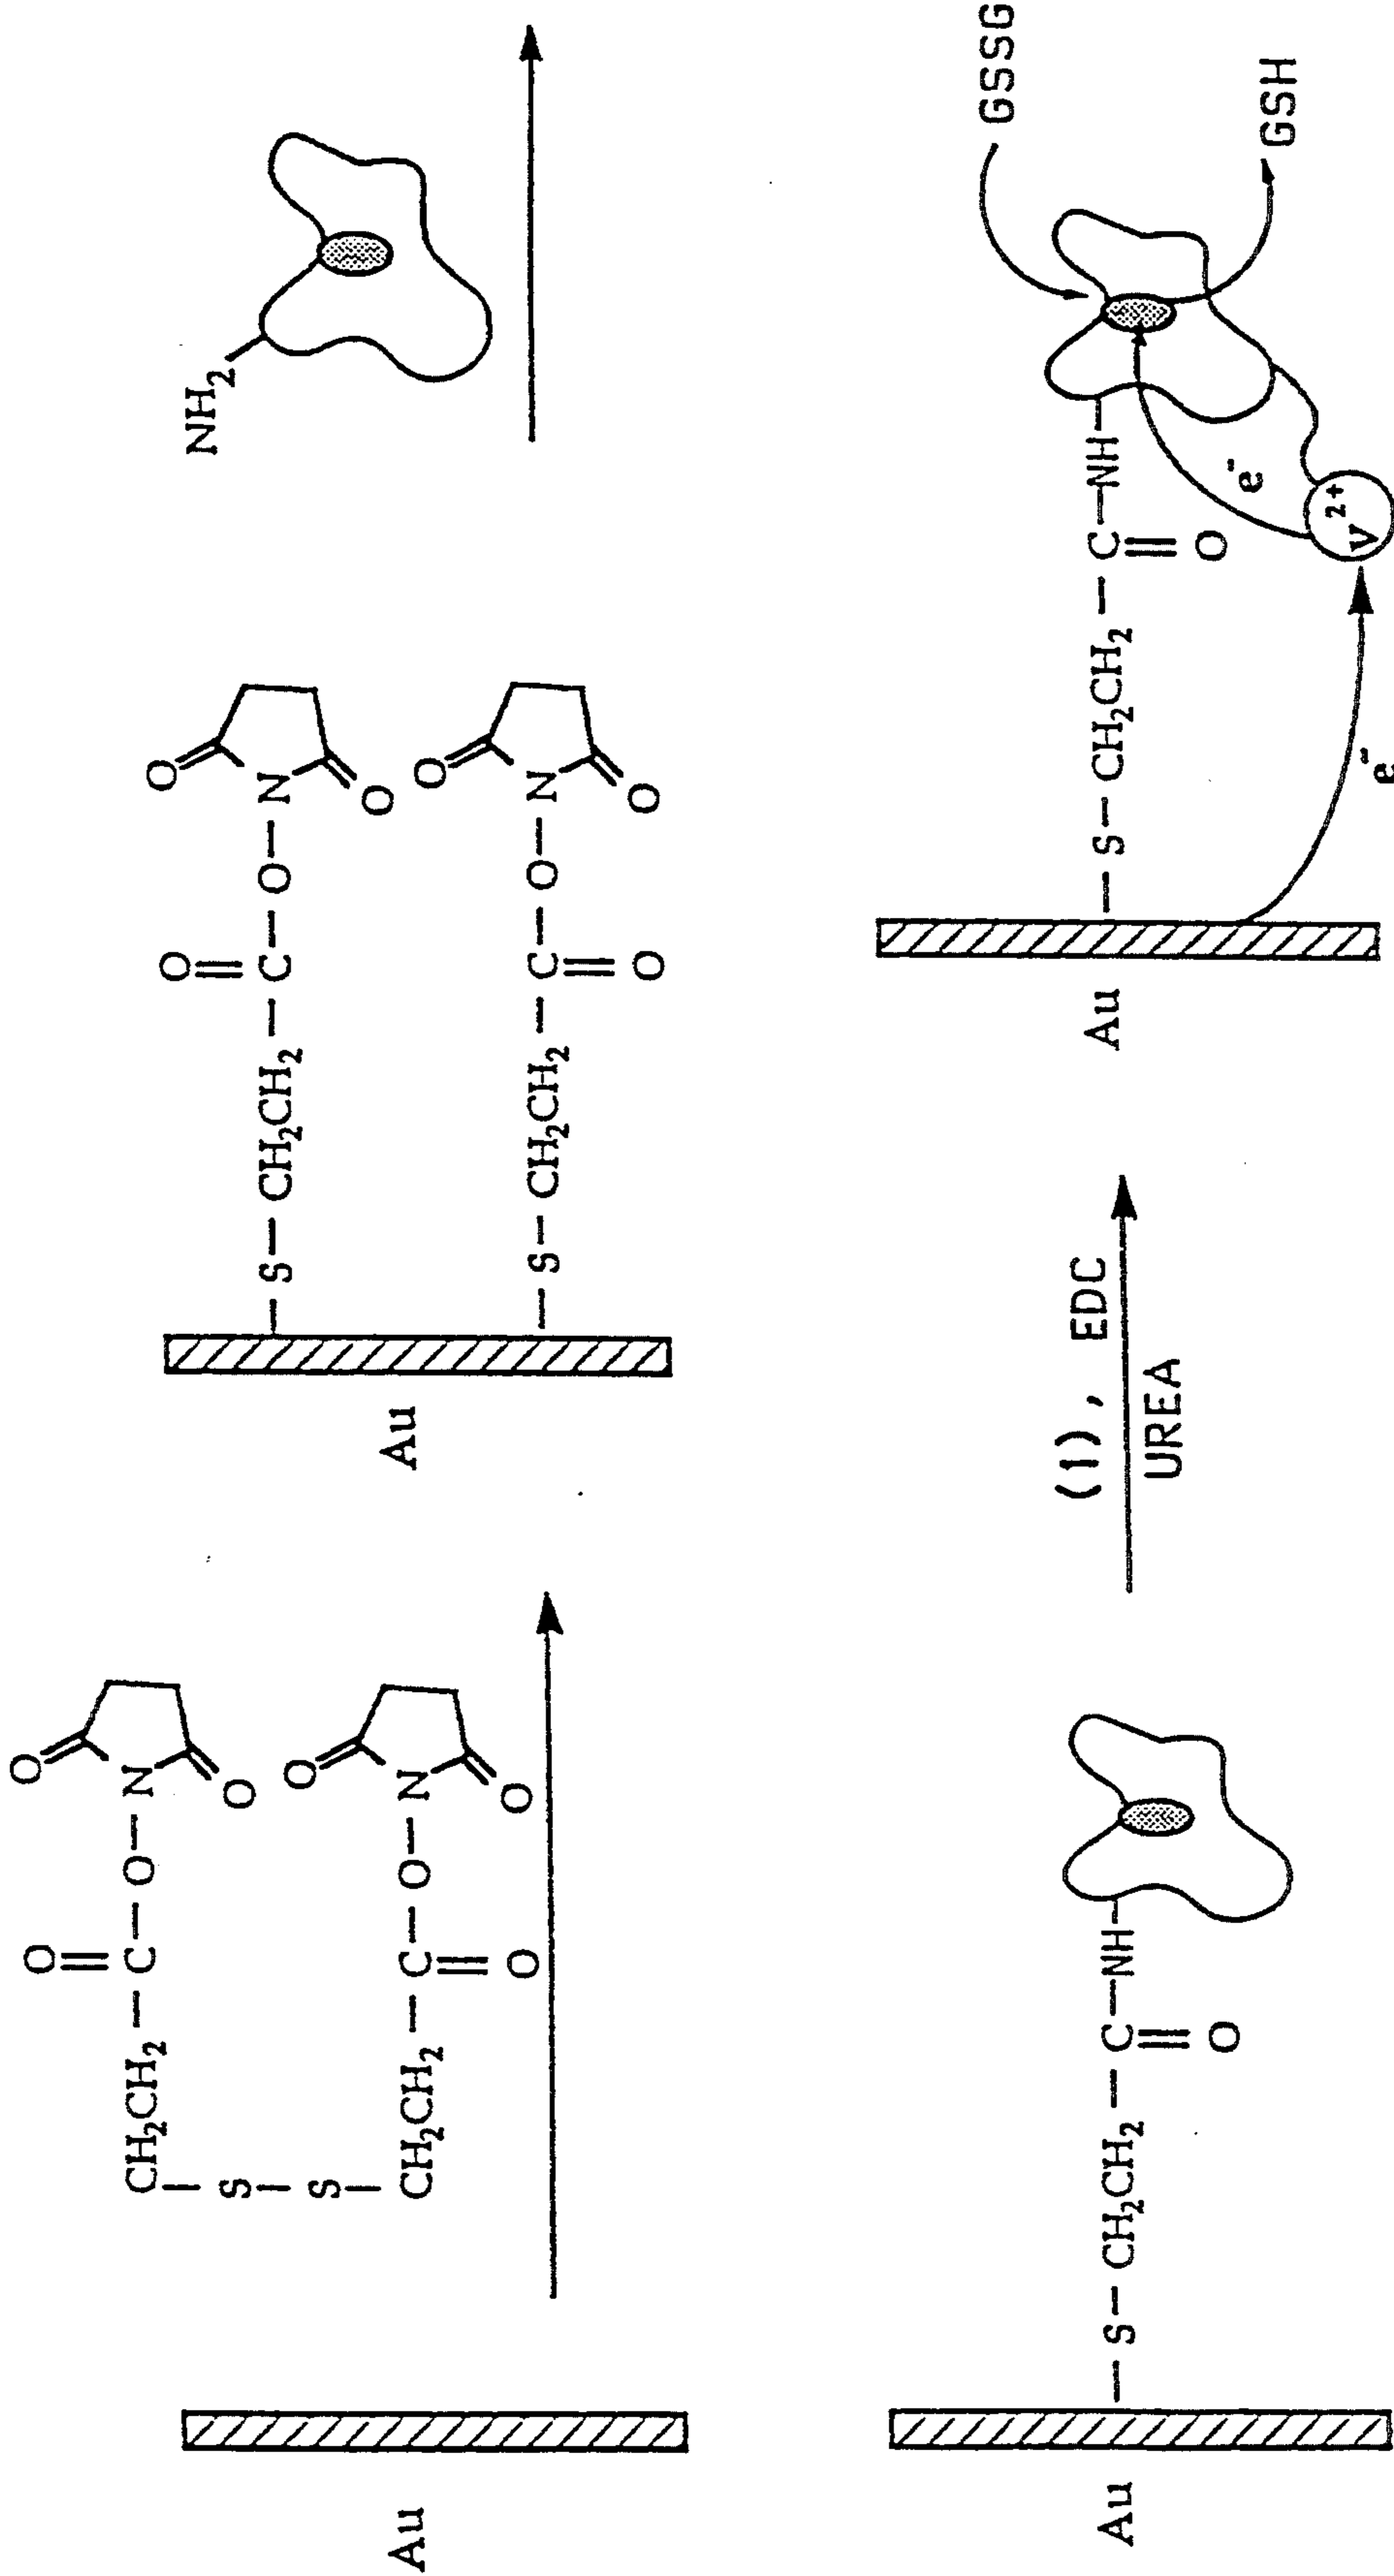 Au
CH₂CH₂ — C — O — N
O
O
O
S
S
CH₂CH₂ — C — O — N
O
O
O
Au
S — CH₂CH₂ — C — O — N
O
O
O
S — CH₂CH₂ — C — O — N
O
O
O
NH₂
Au
S — CH₂CH₂ — C — NH
O
(1), EDC
UREA
Au
S — CH₂CH₂ — C — NH
O
e⁻
e⁻
V²⁺
GSSG
GSH